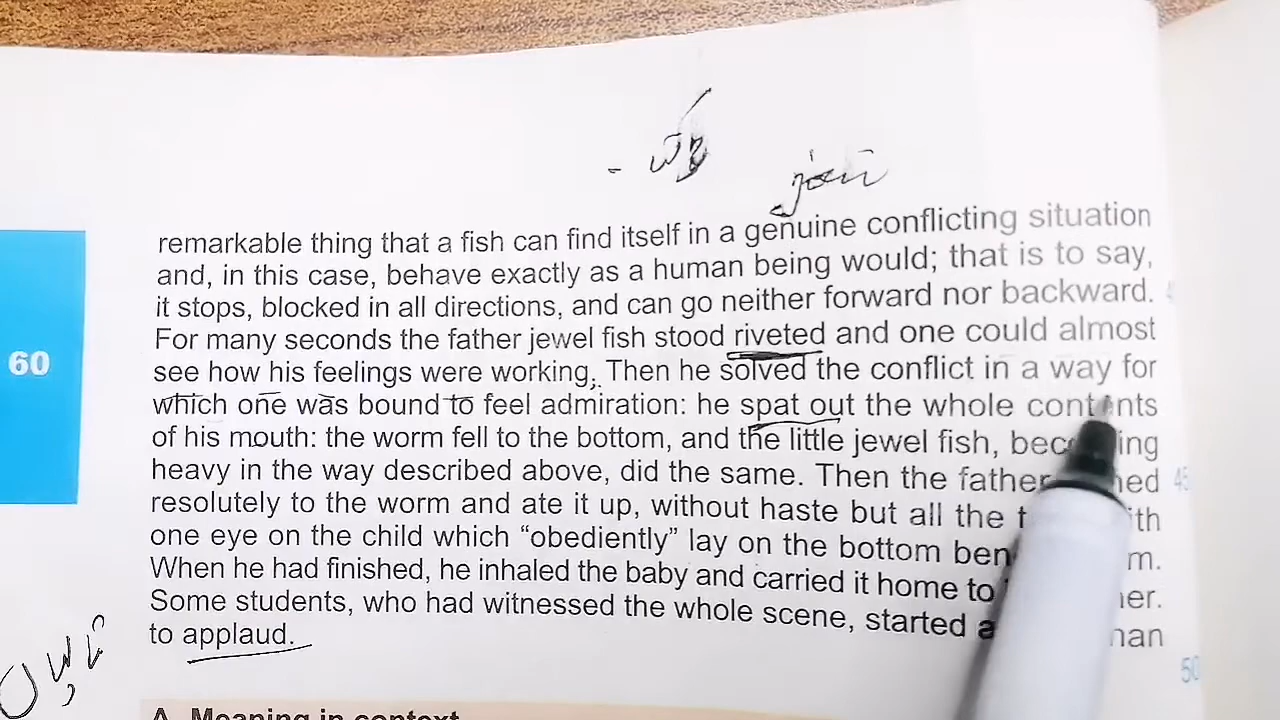 remarkable thing that a fish can find itself in a genuine conflicting situation
and, in this case, behave exactly as a human being would; that is to say,
it stops, blocked in all directions, and can go neither forward nor backward.
For many seconds the father jewel fish stood riveted and one could almost
60
see how his feelings were working. Then he solved the conflict in a way for
which one was bound to feel admiration: he spat out the whole contents
of his mouth: the worm fell to the bottom, and the little jewel fish,
heavy in the way described above, did the same. Then the father
45
resolutely to the worm and ate it up, without haste but all the
one eye on the child which “obediently” lay on the bottom
When he had finished, he inhaled the baby and carried it home to
Some students, who had witnessed the whole scene, started
to applaud.
50
A. Meaning in context